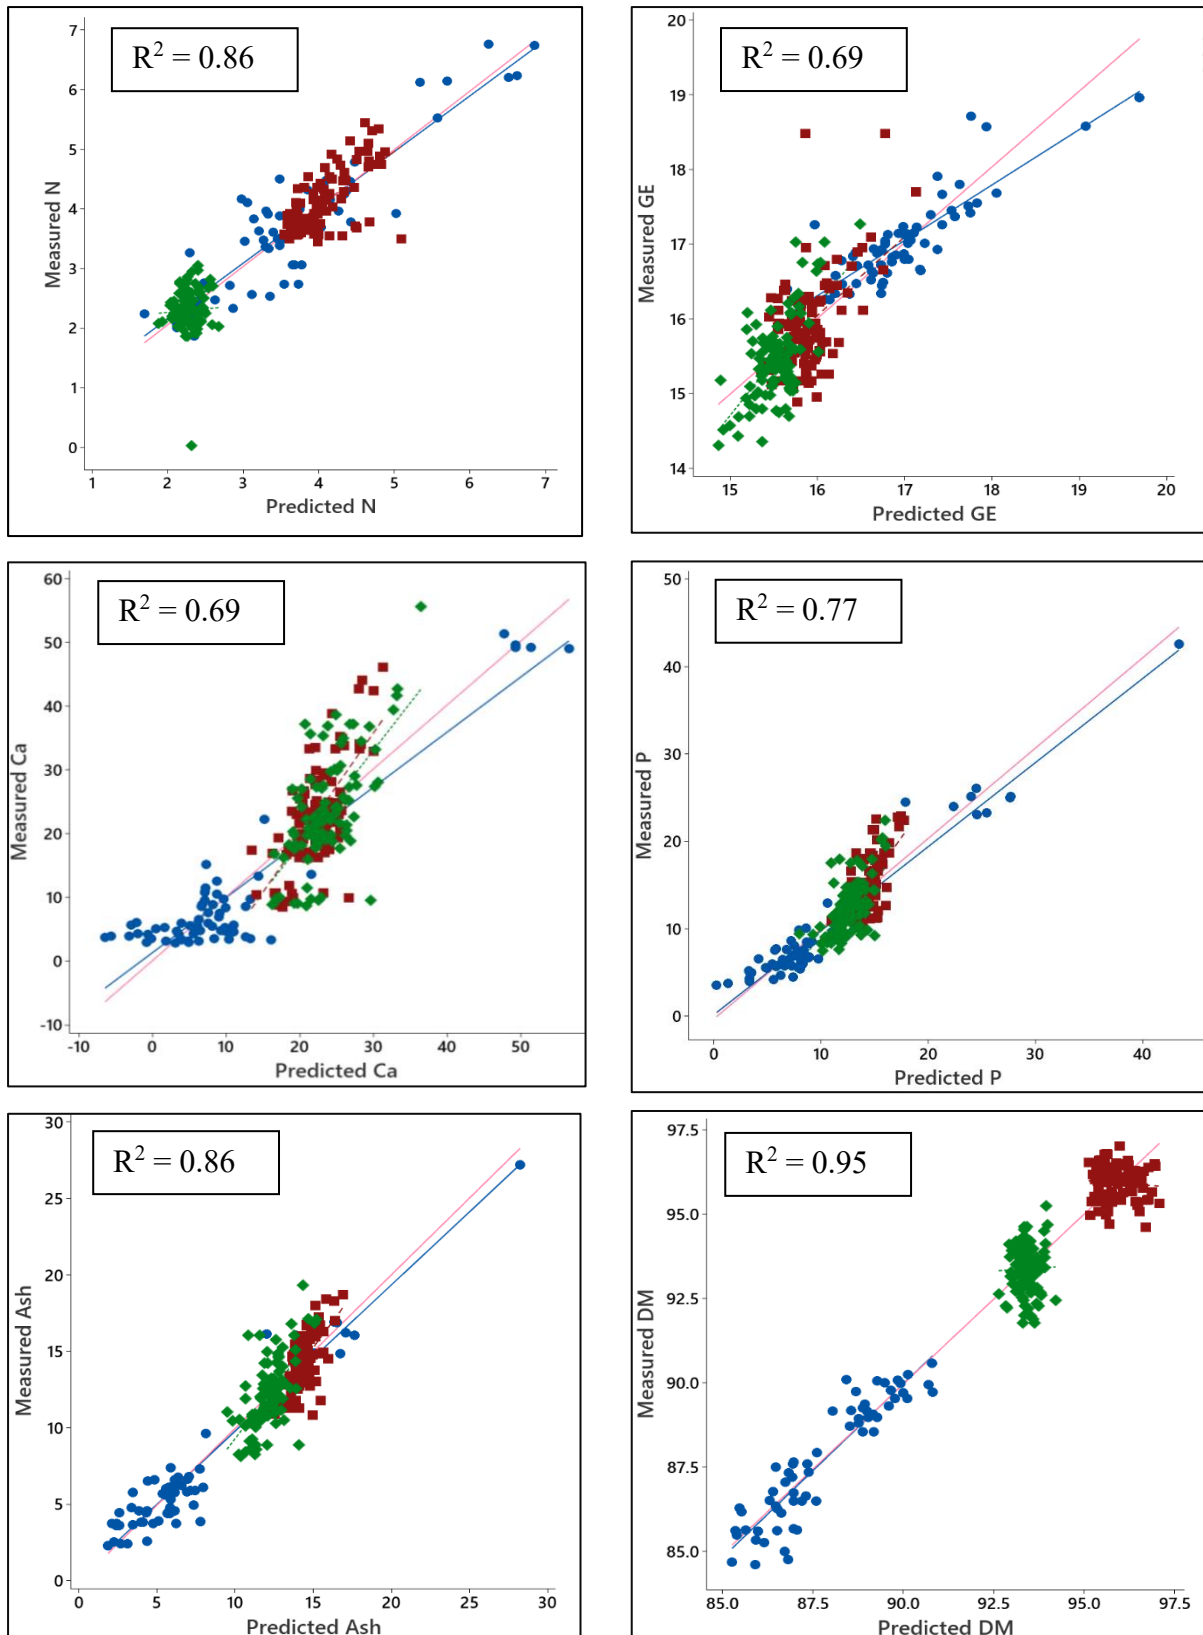 R² = 0.86
Measured N
7
6
5
4
3
2
1
0
1 2 3 4 5 6 7
Predicted N
R² = 0.69
Measured GE
20
19
18
17
16
15
14
15 16 17 18 19 20
Predicted GE
R² = 0.69
Measured Ca
60
50
40
30
20
10
0
-10
-10 0 10 20 30 40 50
Predicted Ca
R² = 0.77
Measured P
50
40
30
20
10
0
0 10 20 30 40
Predicted P
R² = 0.86
Measured Ash
30
25
20
15
10
5
0
0 5 10 15 20 25 30
Predicted Ash
R² = 0.95
Measured DM
97.5
95.0
92.5
90.0
87.5
85.0
85.0 87.5 90.0 92.5 95.0 97.5
Predicted DM